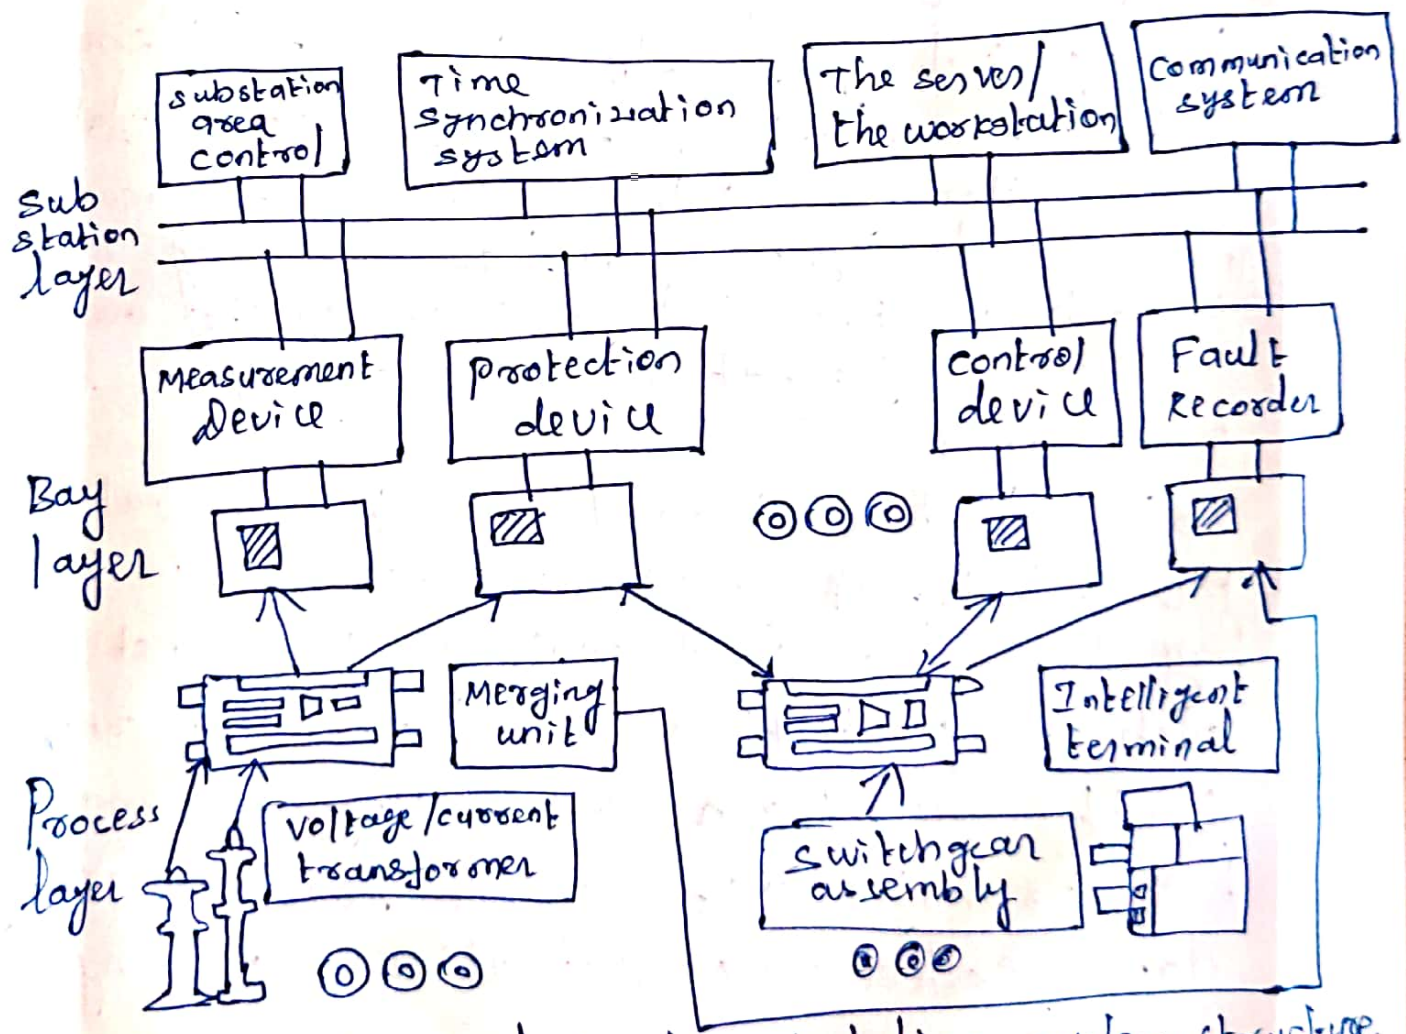 substation
area
control
Time
synchronization
system
The server/
the workstation
communication
system
Sub
station
layer
Measurement
Device
protection
device
control
device
Fault
Recorder
Bay
layer
Merging
unit
Intelligent
terminal
Process
layer
voltage/current
transformer
switchgear
assembly
structure